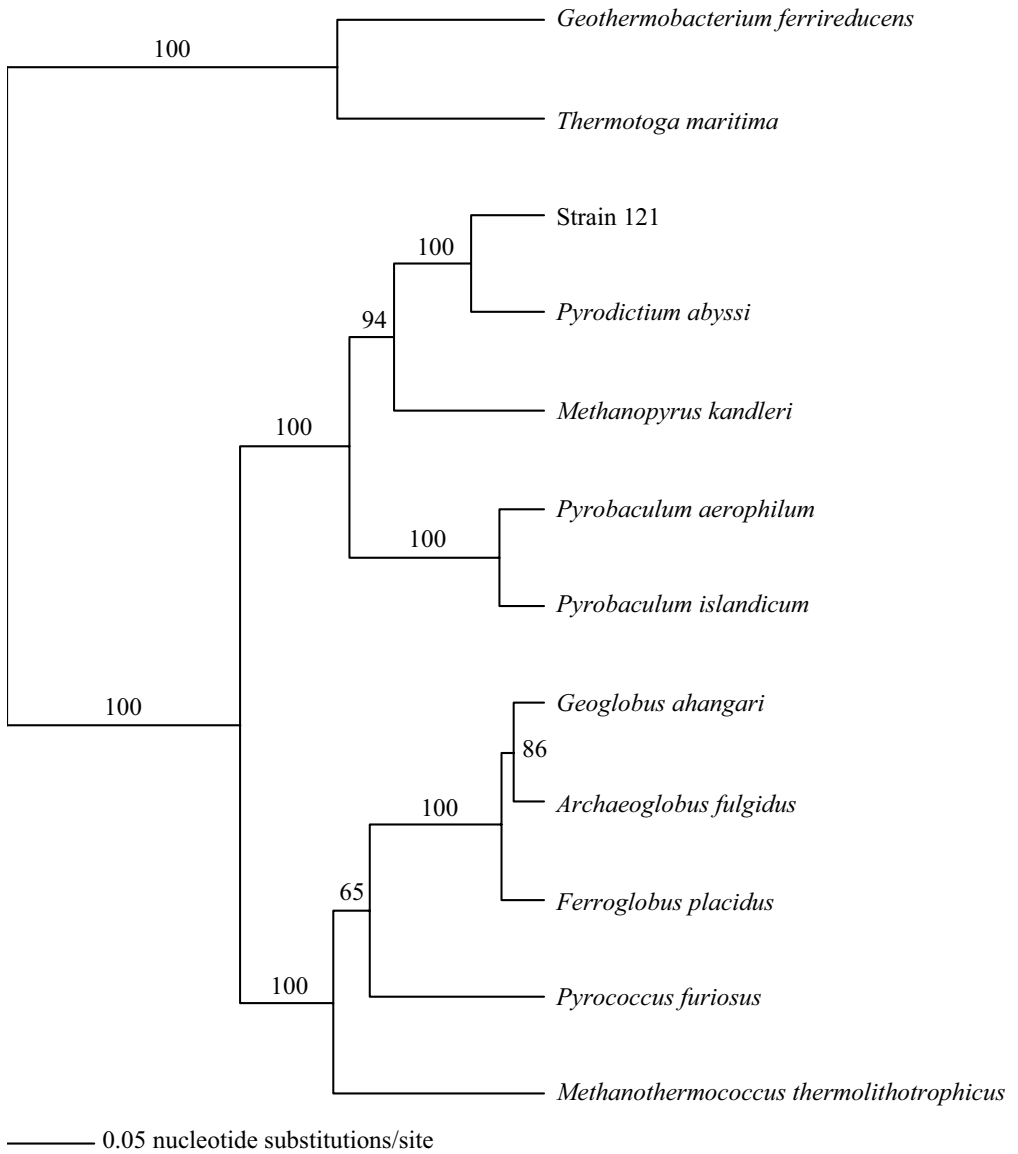 Geothermobacterium ferrireducens
100
Thermotoga maritima
Strain 121
100
Pyrodictium abyssi
94
Methanopyrus kandleri
100
Pyrobaculum aerophilum
100
Pyrobaculum islandicum
Geoglobus ahangari
100
86
Archaeoglobus fulgidus
100
65
Ferroglobus placidus
100
Pyrococcus furiosus
Methanothermococcus thermolithotrophicus
0.05 nucleotide substitutions/site